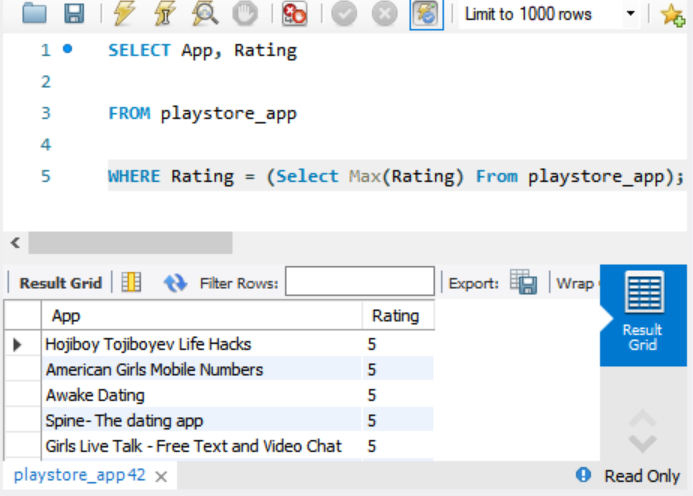 Limit to 1000 rows
1 SELECT App, Rating
2
3 FROM playstore_app
4
5 WHERE Rating = (Select Max(Rating) From playstore_app);
Result Grid Filter Rows: Export: Wrap
App Rating
Hojiboy Tojiboyev Life Hacks 5
American Girls Mobile Numbers 5
Awake Dating 5
Spine- The dating app 5
Girls Live Talk - Free Text and Video Chat 5
Result
Grid
playstore_app42 Read Only